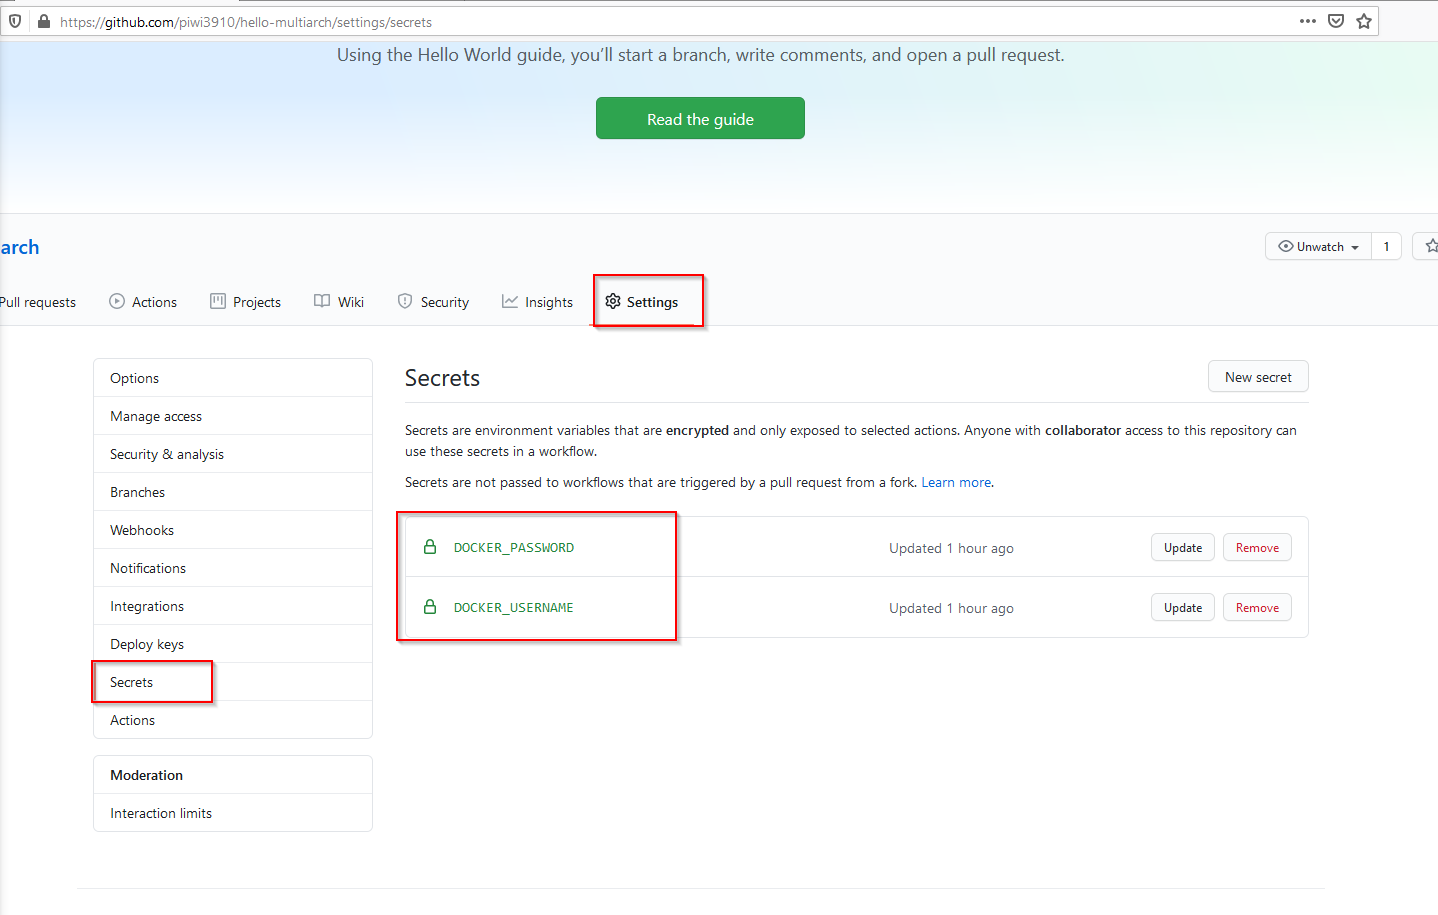 https://github.com/piwi3910/hello-multiarch/settings/secrets
Using the Hello World guide, you’ll start a branch, write comments, and open a pull request.
Read the guide
arch
Unwatch
1
Pull requests
Actions
Projects
Wiki
Security
Insights
Settings
Options
Manage access
Security & analysis
Branches
Webhooks
Notifications
Integrations
Deploy keys
Secrets
Actions
Moderation
Interaction limits
Secrets
New secret
Secrets are environment variables that are encrypted and only exposed to selected actions. Anyone with collaborator access to this repository can
use these secrets in a workflow.
Secrets are not passed to workflows that are triggered by a pull request from a fork. Learn more.
DOCKER_PASSWORD
Updated 1 hour ago
Update
Remove
DOCKER_USERNAME
Updated 1 hour ago
Update
Remove